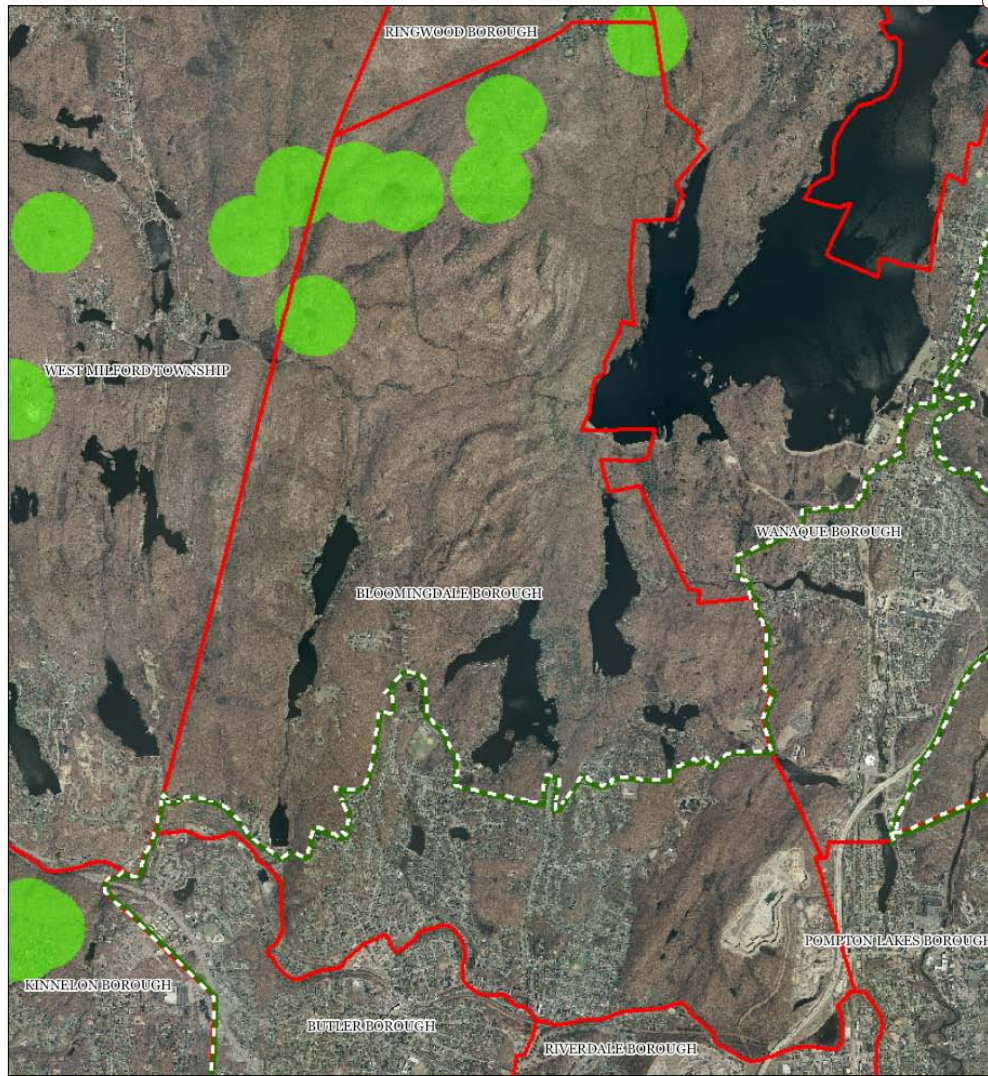 RINGWOOD BOROUGH
WEST MILFORD TOWNSHIP
WANAQUE BOROUGH
BLOOMINGDALE BOROUGH
POMPTON LAKES BOROUGH
KINNELON BOROUGH
BUTLER BOROUGH
RIVERDALE BOROUGH